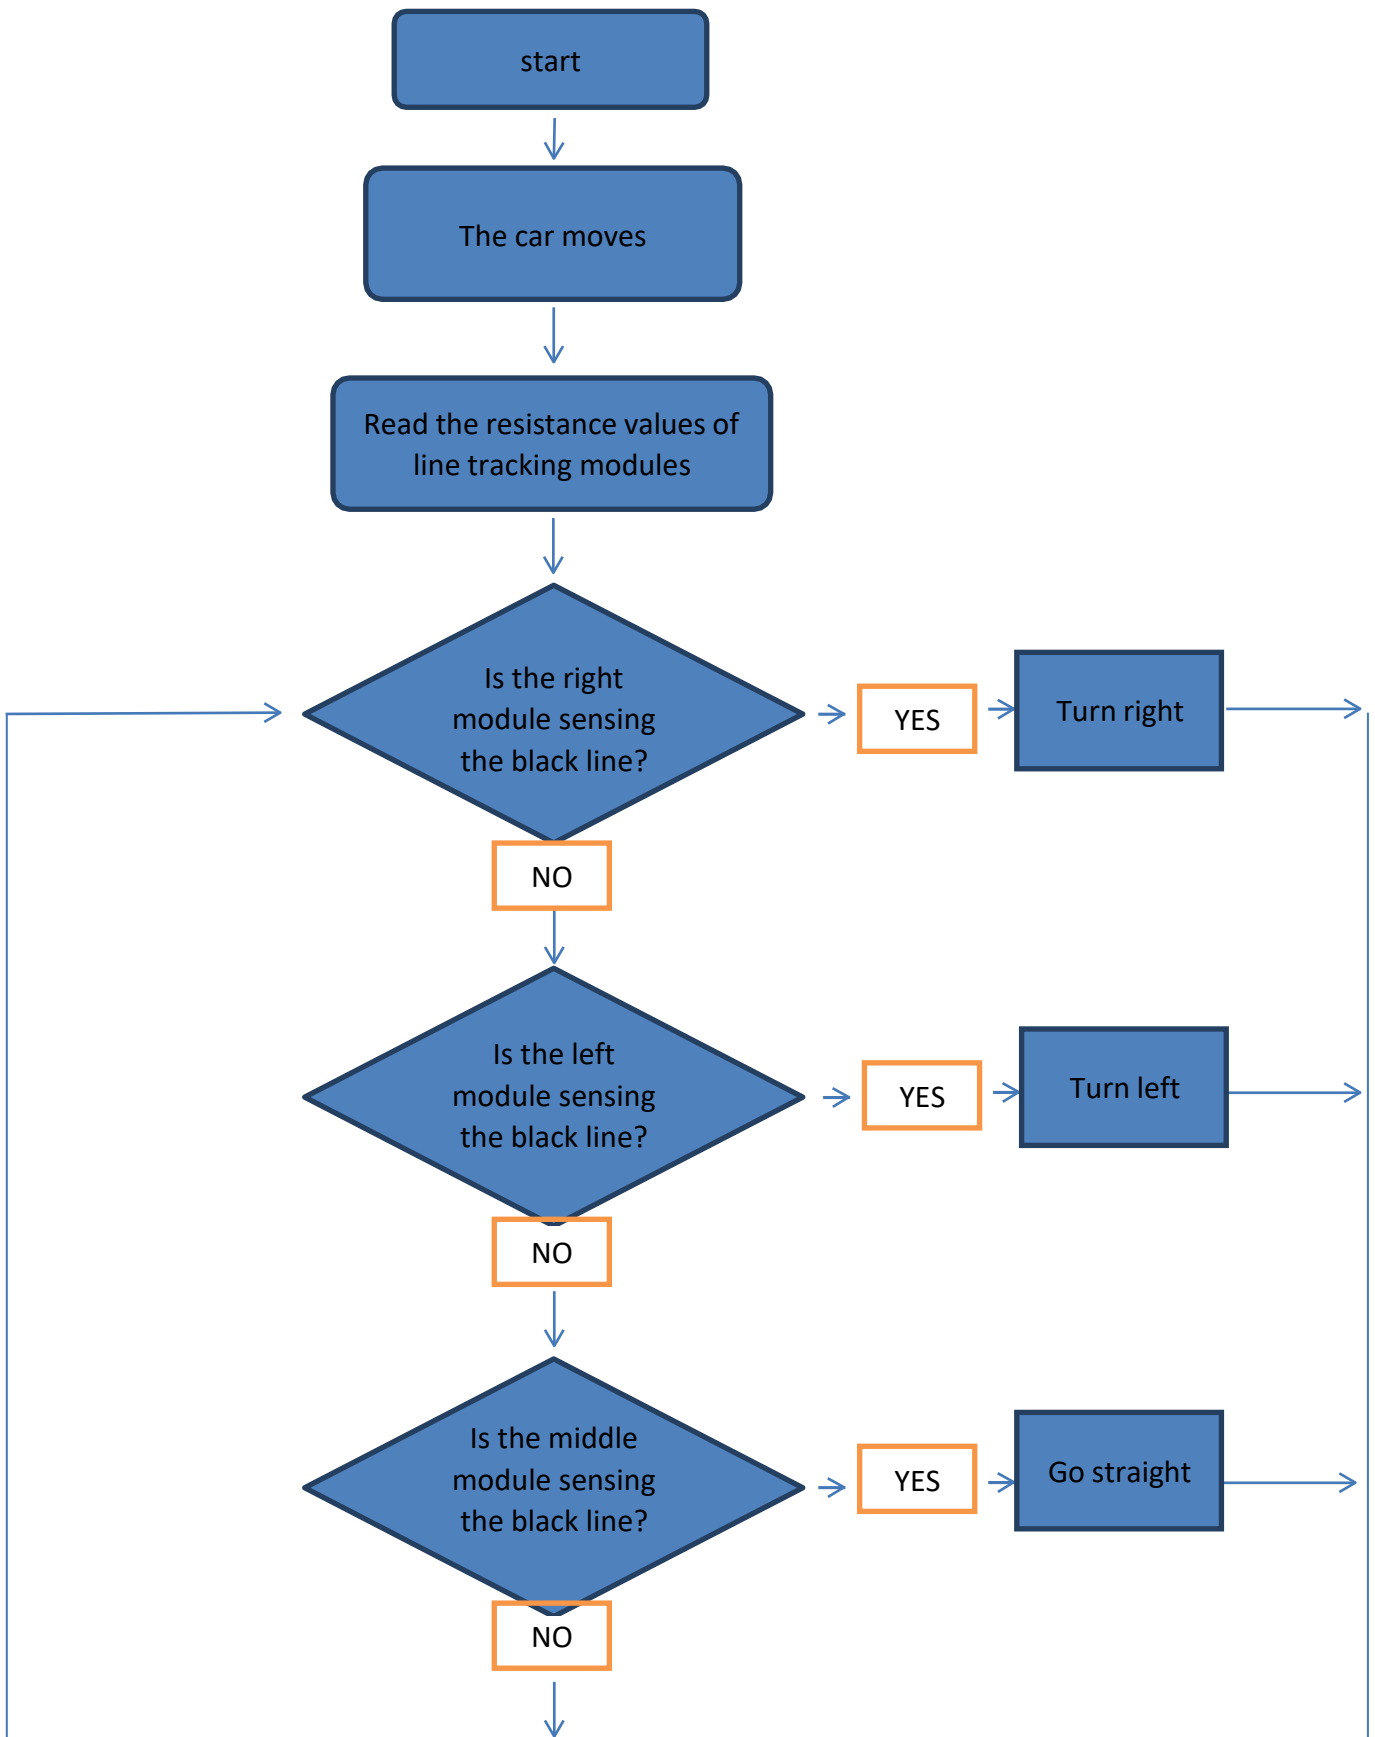 start
The car moves
Read the resistance values of
line tracking modules
Is the right
module sensing
the black line?
YES
Turn right
NO
Is the left
module sensing
the black line?
YES
Turn left
NO
Is the middle
module sensing
the black line?
YES
Go straight
NO